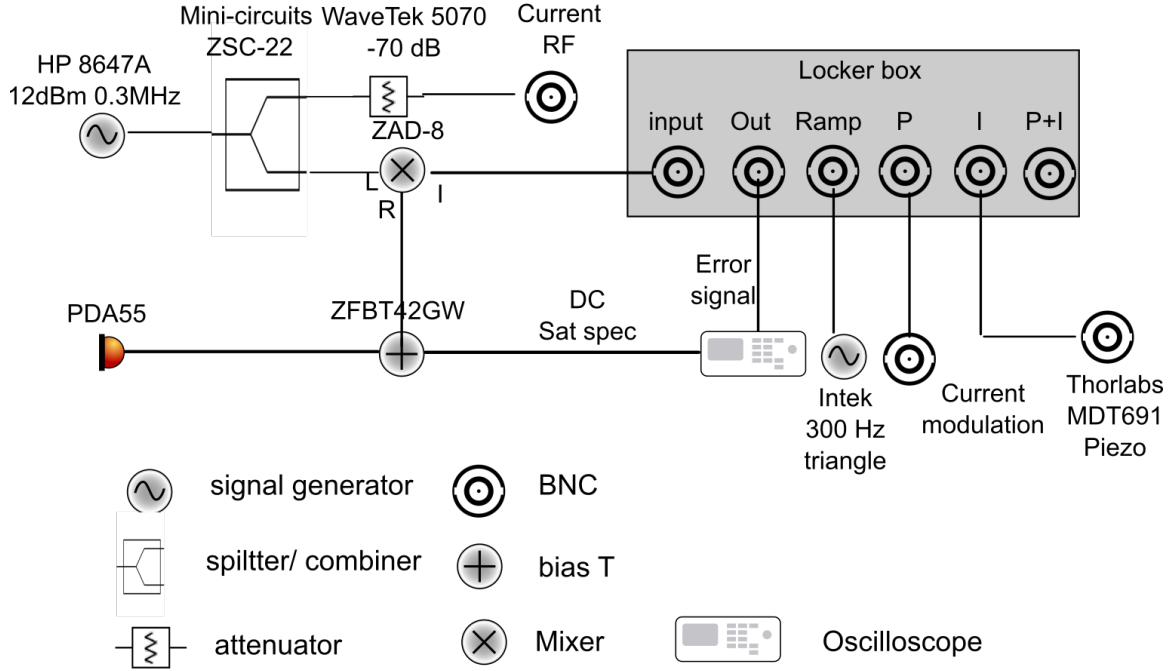 Mini-circuits
ZSC-22
WaveTek 5070
-70 dB
Current
RF
HP 8647A
12dBm 0.3MHz
Locker box
ZAD-8
input
Out
Ramp
P
I
P+I
L
R
I
Error
signal
PDA55
ZFBT42GW
DC
Sat spec
Intek
300 Hz
triangle
Current
modulation
Thorlabs
MDT691
Piezo
signal generator
BNC
spiltter/ combiner
bias T
attenuator
Mixer
Oscilloscope